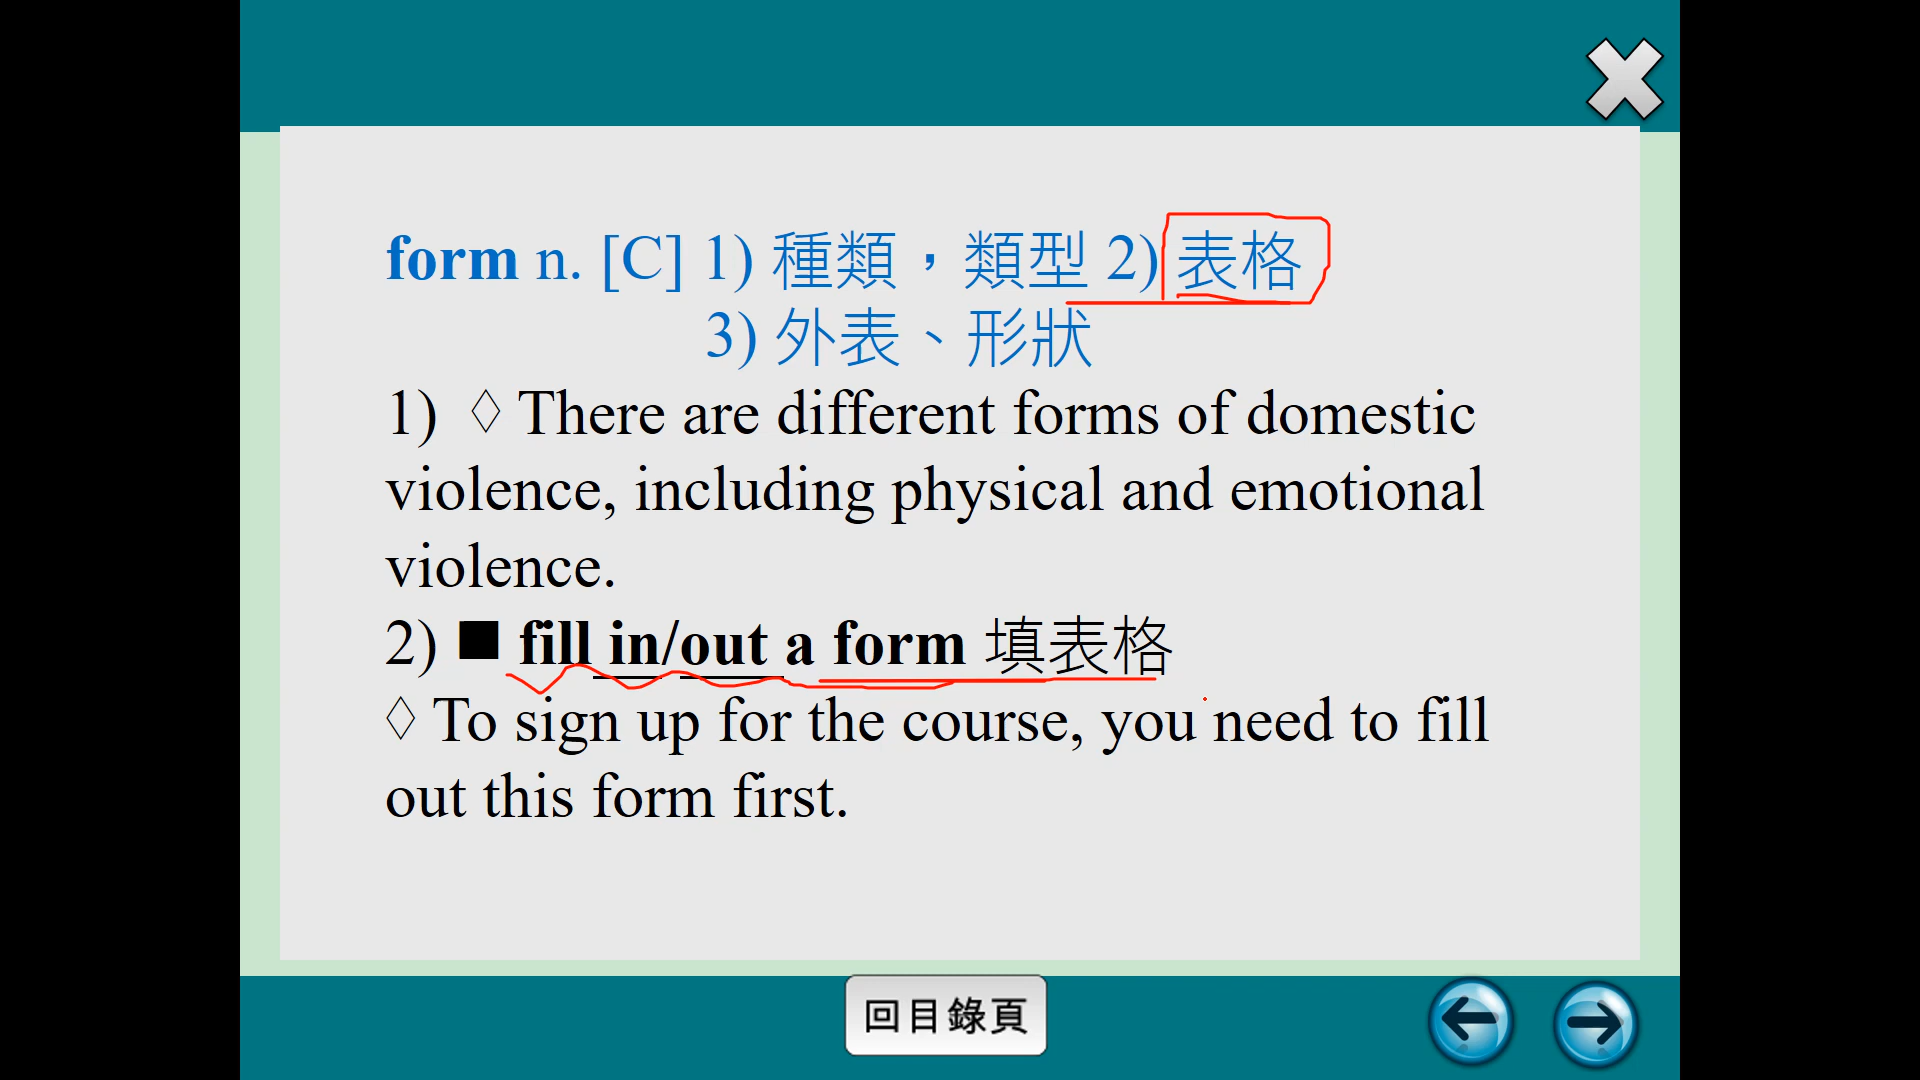 form n. [C] 1) 種類，類型 2) 表格
3) 外表、形狀
1) ♢ There are different forms of domestic
violence, including physical and emotional
violence.
2) ■ fill in/out a form 填表格
♢ To sign up for the course, you need to fill
out this form first.
回目錄頁